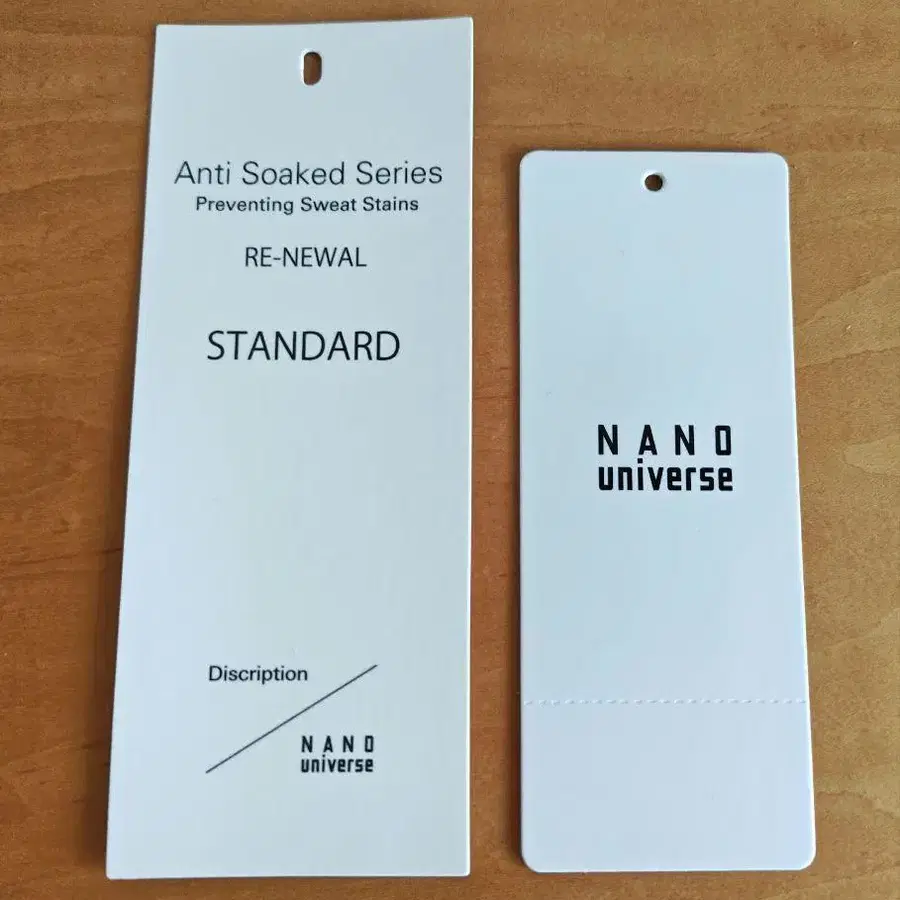 Anti Soaked Series
Preventing Sweat Stains
RE-NEWAL
STANDARD
Discription
NANO
universe
NANO
universe